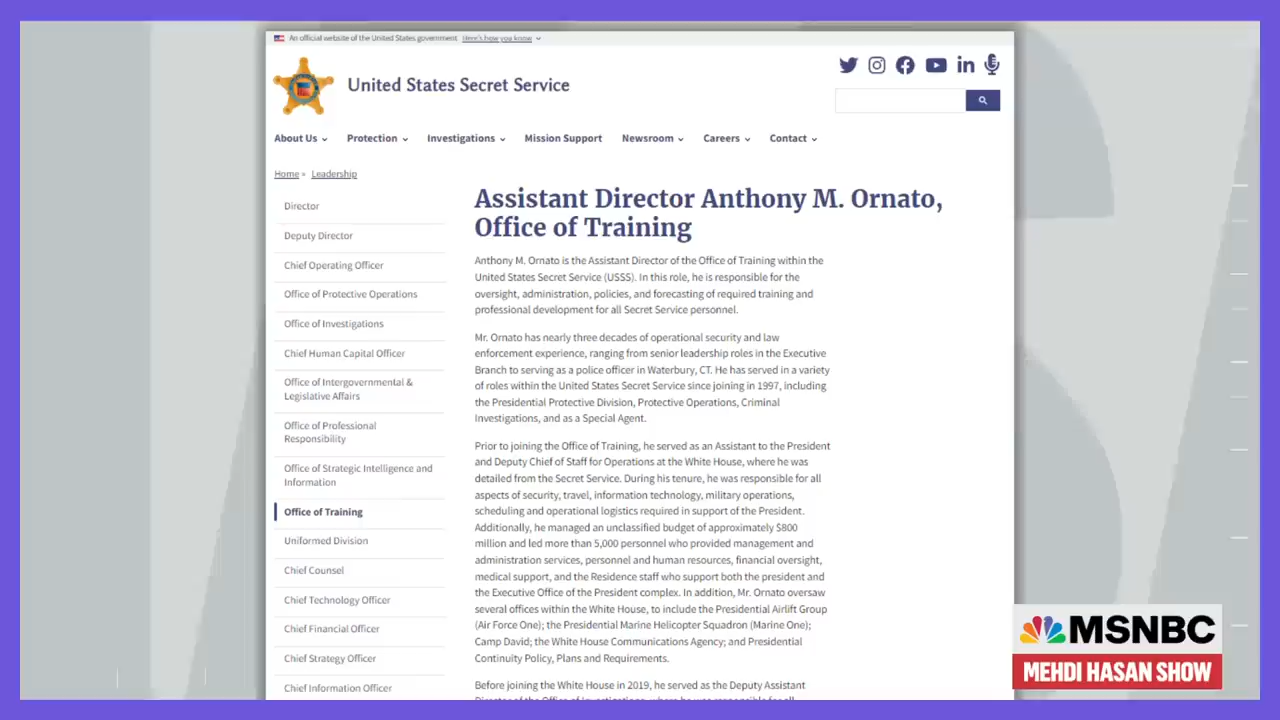 An official website of the United States government Here's how you know
United States Secret Service
About Us
Protection
Investigations
Mission Support
Newsroom
Careers
Contact
Home » Leadership
Director
Deputy Director
Chief Operating Officer
Office of Protective Operations
Office of Investigations
Chief Human Capital Officer
Office of Intergovernmental &
Legislative Affairs
Office of Professional
Responsibility
Office of Strategic Intelligence and
Information
Office of Training
Uniformed Division
Chief Counsel
Chief Technology Officer
Chief Financial Officer
Chief Strategy Officer
Chief Information Officer
Assistant Director Anthony M. Ornato,
Office of Training
Anthony M. Ornato is the Assistant Director of the Office of Training within the
United States Secret Service (USSS). In this role, he is responsible for the
oversight, administration, policies, and forecasting of required training and
professional development for all Secret Service personnel.
Mr. Ornato has nearly three decades of operational security and law
enforcement experience, ranging from senior leadership roles in the Executive
Branch to serving as a police officer in Waterbury, CT. He has served in a variety
of roles within the United States Secret Service since joining in 1997, including
the Presidential Protective Division, Protective Operations, Criminal
Investigations, and as a Special Agent.
Prior to joining the Office of Training, he served as an Assistant to the President
and Deputy Chief of Staff for Operations at the White House, where he was
detailed from the Secret Service. During his tenure, he was responsible for all
aspects of security, travel, information technology, military operations,
scheduling and operational logistics required in support of the President.
Additionally, he managed an unclassified budget of approximately $800
million and led more than 5,000 personnel who provided management and
administration services, personnel and human resources, financial oversight,
medical support, and the Residence staff who support both the president and
the Executive Office of the President complex. In addition, Mr. Ornato oversaw
several offices within the White House, to include the Presidential Airlift Group
(Air Force One); the Presidential Marine Helicopter Squadron (Marine One);
Camp David; the White House Communications Agency; and Presidential
Continuity Policy, Plans and Requirements.
Before joining the White House in 2019, he served as the Deputy Assistant
MSNBC
MEHDI HASAN SHOW